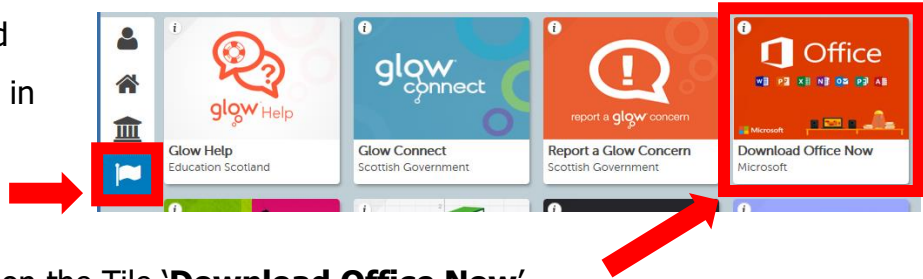 d
in
i
glow Help
Glow Help
Education Scotland
i
glow connect
Glow Connect
Scottish Government
i
report a glow concern
Report a Glow Concern
Scottish Government
i
Office
Microsoft
Download Office Now
Microsoft
i
i
i
on the Tile ‘Download Office Now’